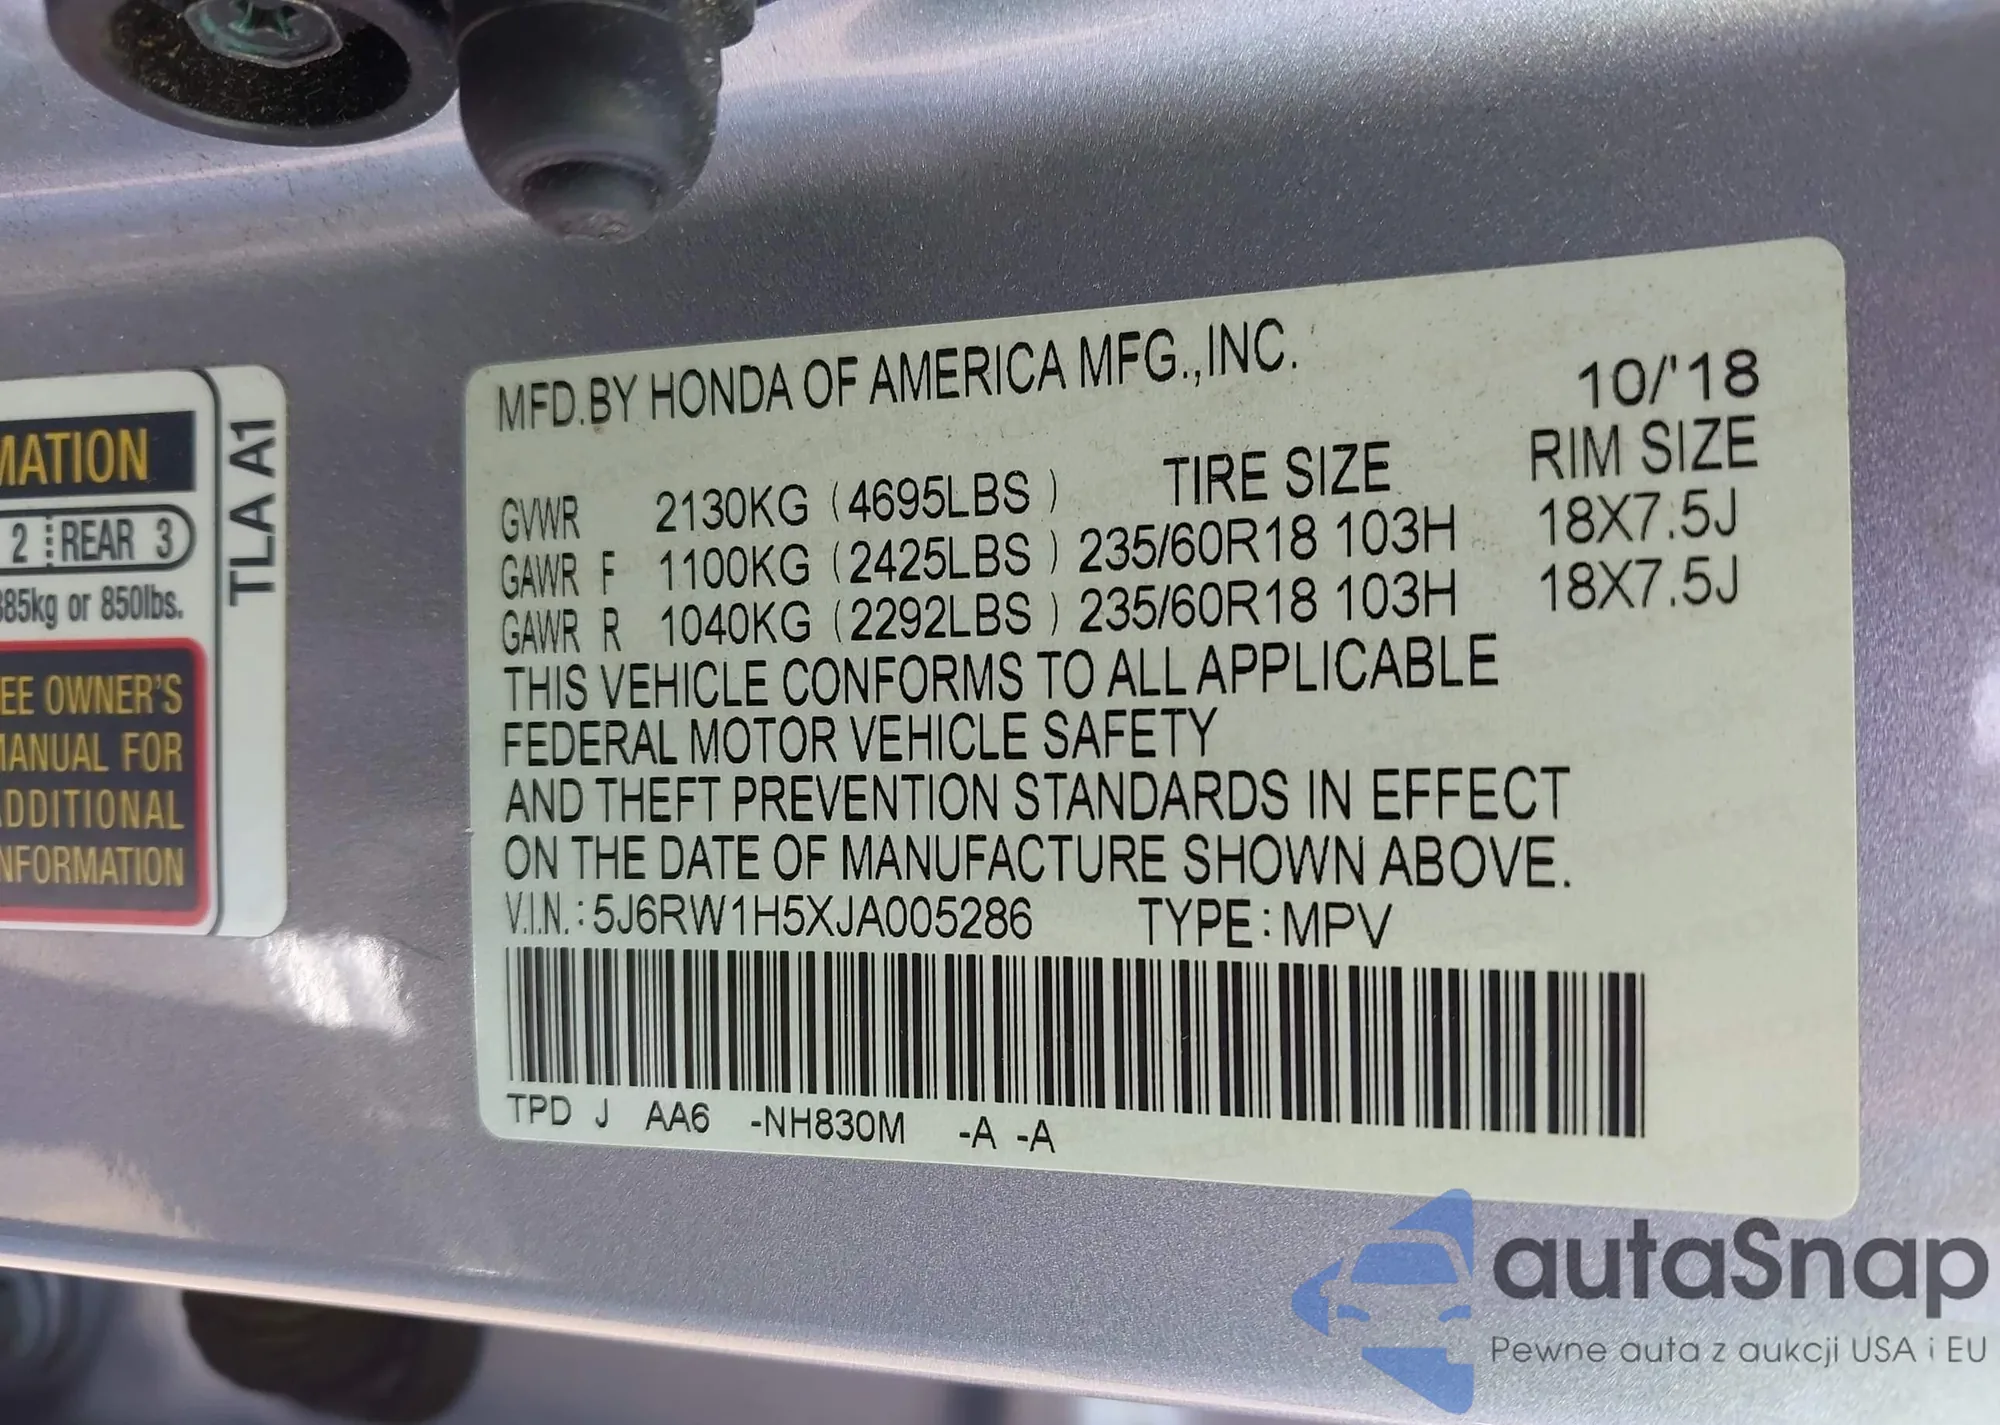 MATION
2 REAR 3
385kg or 850lbs.
EE OWNER'S
MANUAL FOR
ADDITIONAL
INFORMATION
TLA A1
MFD.BY HONDA OF AMERICA MFG.,INC. 10/'18
TIRE SIZE RIM SIZE
GVWR 2130KG (4695LBS )
GAWR F 1100KG (2425LBS ) 235/60R18 103H 18X7.5J
GAWR R 1040KG (2292LBS ) 235/60R18 103H 18X7.5J
THIS VEHICLE CONFORMS TO ALL APPLICABLE
FEDERAL MOTOR VEHICLE SAFETY
AND THEFT PREVENTION STANDARDS IN EFFECT
ON THE DATE OF MANUFACTURE SHOWN ABOVE.
V.I.N.: 5J6RW1H5XJA005286 TYPE: MPV
TPD J AA6 -NH830M -A -A
autaSnap
Pewne auta z aukcji USA i EU